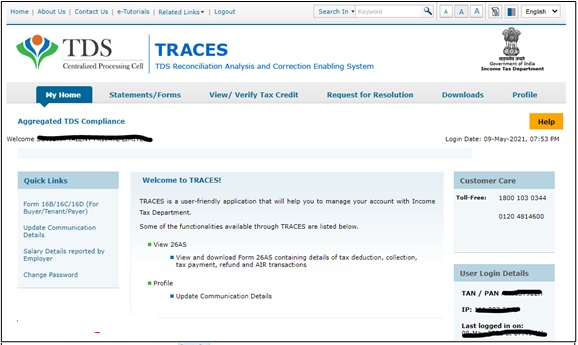 Home | About Us | Contact Us | e-Tutorials | Related Links | Logout
Search In Keyword
A A A English
TDS
Centralized Processing Cell
TRACES
TDS Reconciliation Analysis and Correction Enabling System
सत्यमेव जयते
Government of India
Income Tax Department
My Home Statements/Forms View/ Verify Tax Credit Request for Resolution Downloads Profile
Aggregated TDS Compliance
Help
Welcome
Login Date: 09-May-2021, 07:53 PM
Quick Links
Form 16B/16C/16D (For
Buyer/Tenant/Payer)
Update Communication
Details
Salary Details reported by
Employer
Change Password
Welcome to TRACES!
TRACES is a user-friendly application that will help you to manage your account with Income
Tax Department.
Some of the functionalities available through TRACES are listed below.
View 26AS
View and download Form 26AS containing details of tax deduction, collection,
tax payment, refund and AIR transactions
Profile
Update Communication Details
Customer Care
Toll-Free: 1800 103 0344
0120 4814600
User Login Details
TAN / PAN
IP:
Last logged in on: